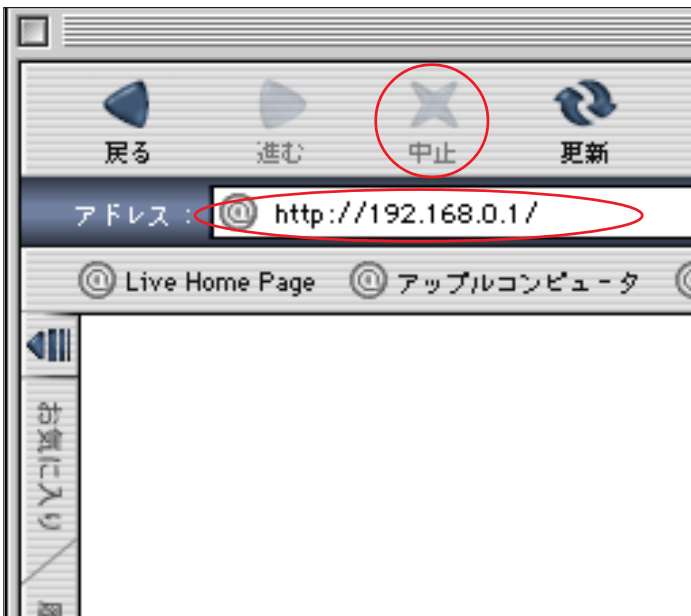 戻る 進む 中止 更新
アドレス : @ http://192.168.0.1/
@ Live Home Page @ アップルコンピュータ @
お気に入り